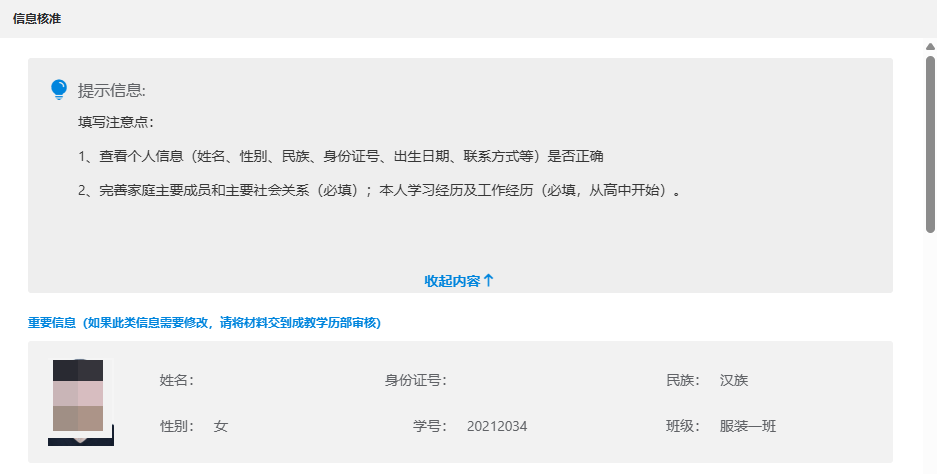 信息核准
提示信息:
填写注意点：
1、查看个人信息（姓名、性别、民族、身份证号、出生日期、联系方式等）是否正确
2、完善家庭主要成员和主要社会关系（必填）；本人学习经历及工作经历（必填，从高中开始）。
收起内容↑
重要信息（如果此类信息需要修改，请将材料交到成教学历部审核）
姓名： 身份证号： 民族： 汉族
性别： 女 学号： 20212034 班级： 服装一班